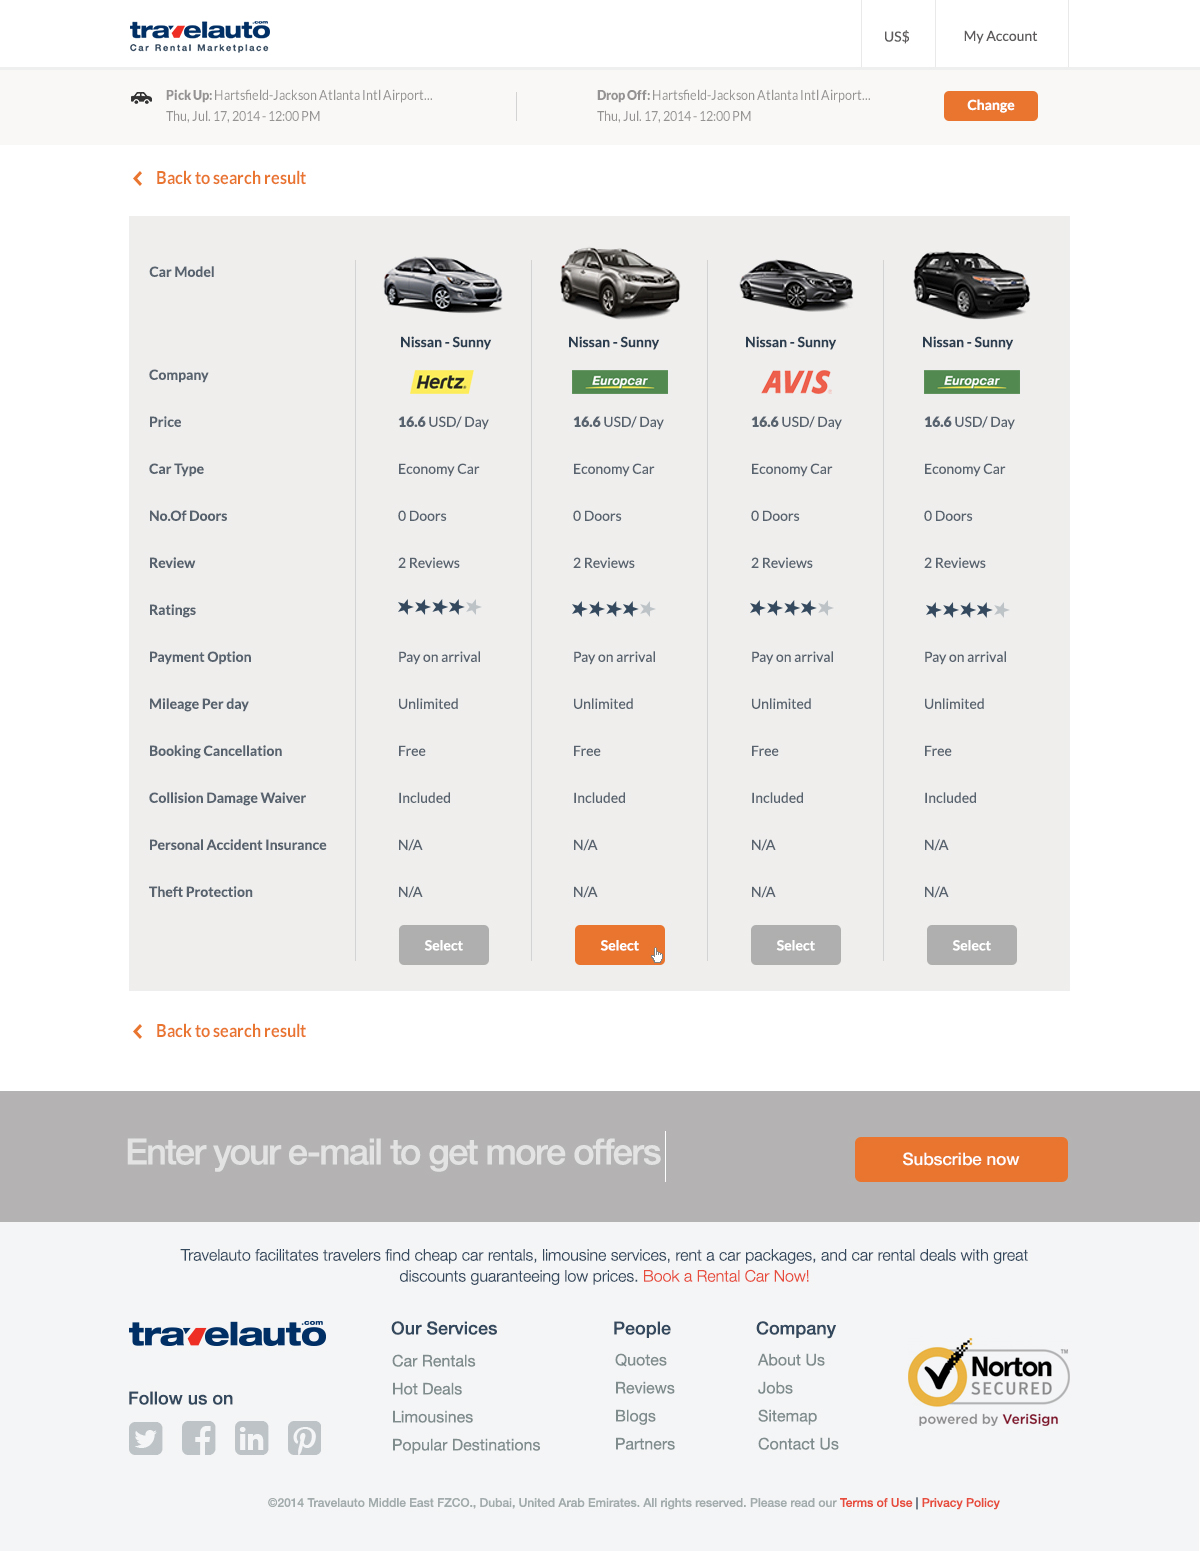 travelauto.com
Car Rental Marketplace
US$
My Account
Pick Up: Hartsfield-Jackson Atlanta Intl Airport...
Thu, Jul. 17, 2014 - 12:00 PM
Drop Off: Hartsfield-Jackson Atlanta Intl Airport...
Thu, Jul. 17, 2014 - 12:00 PM
Change
Back to search result
Car Model
Nissan - Sunny Nissan - Sunny Nissan - Sunny Nissan - Sunny
Company Hertz Europcar AVIS Europcar
Price 16.6 USD/ Day 16.6 USD/ Day 16.6 USD/ Day 16.6 USD/ Day
Car Type Economy Car Economy Car Economy Car Economy Car
No.Of Doors 0 Doors 0 Doors 0 Doors 0 Doors
Review 2 Reviews 2 Reviews 2 Reviews 2 Reviews
Ratings
Payment Option Pay on arrival Pay on arrival Pay on arrival Pay on arrival
Mileage Per day Unlimited Unlimited Unlimited Unlimited
Booking Cancellation Free Free Free Free
Collision Damage Waiver Included Included Included Included
Personal Accident Insurance N/A N/A N/A N/A
Theft Protection N/A N/A N/A N/A
Select Select Select Select
Back to search result
Enter your e-mail to get more offers
Subscribe now
Travelauto facilitates travelers find cheap car rentals, limousine services, rent a car packages, and car rental deals with great
discounts guaranteeing low prices. Book a Rental Car Now!
travelauto.com
Follow us on
Our Services
Car Rentals
Hot Deals
Limousines
Popular Destinations
People
Quotes
Reviews
Blogs
Partners
Company
About Us
Jobs
Sitemap
Contact Us
Norton™
SECURED
powered by VeriSign
©2014 Travelauto Middle East FZCO., Dubai, United Arab Emirates. All rights reserved. Please read our Terms of Use | Privacy Policy